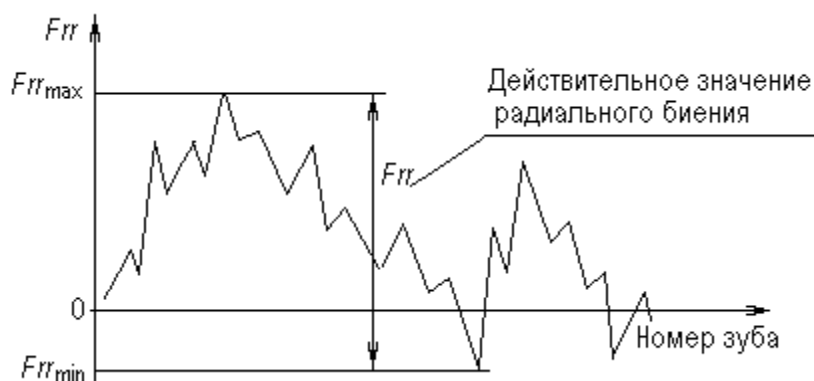 Frr
Frrmax
Действительное значение
радиального биения
Frr
0
Номер зуба
Frrmin